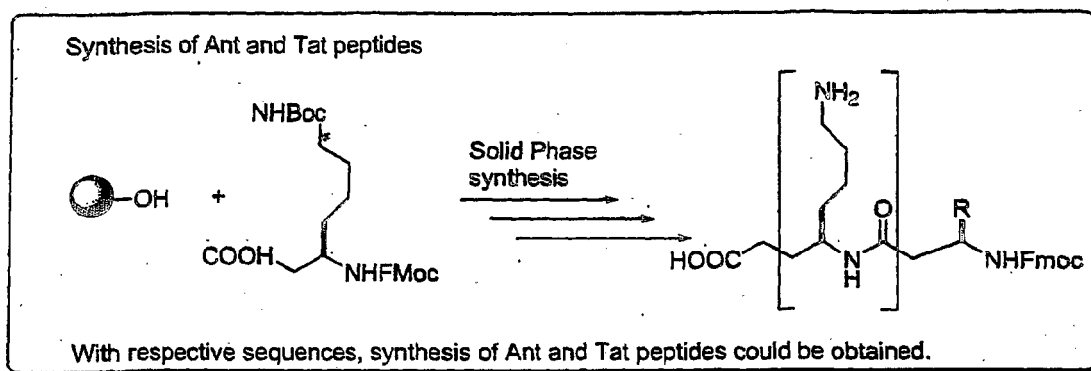 Synthesis of Ant and Tat peptides
NHBoc
NH2
Solid Phase
synthesis
-OH
+
COOH
NHFMoc
HOOC
N
H
O
R
NHFmoc
With respective sequences, synthesis of Ant and Tat peptides could be obtained.